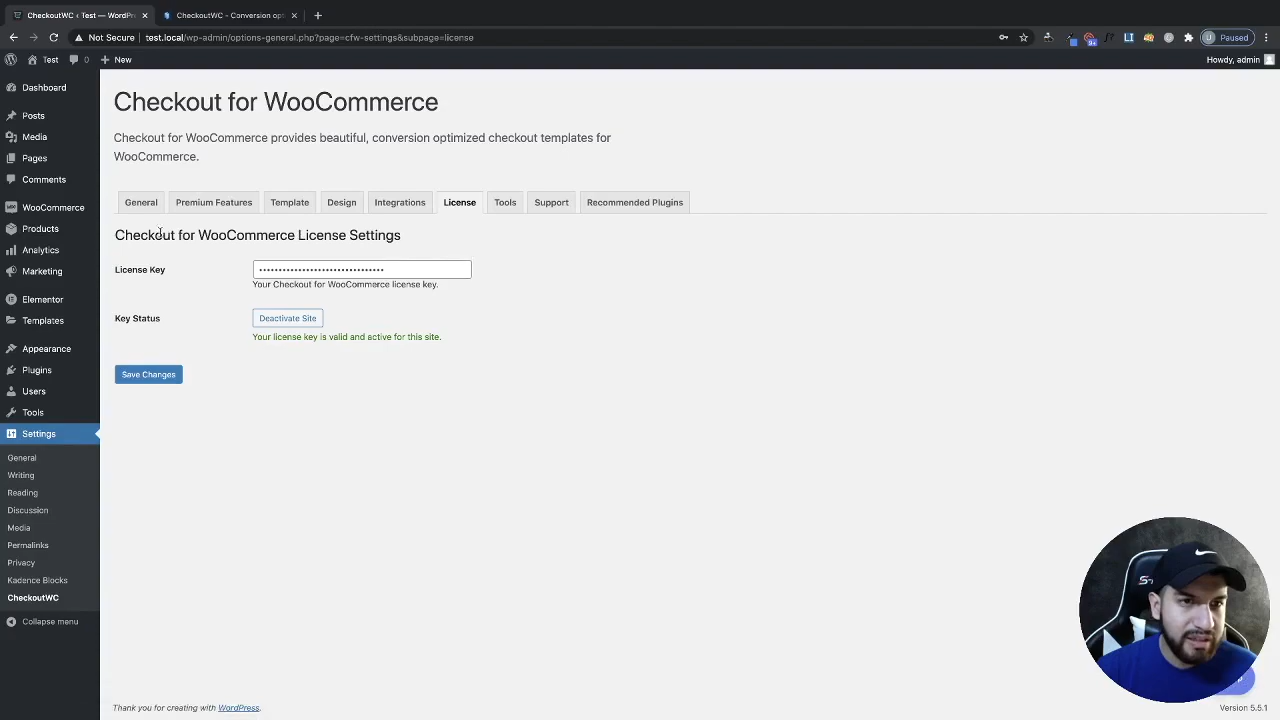 CheckoutWC ‹ Test — WordPr
CheckoutWC - Conversion opti
Not Secure
test.local/wp-admin/options-general.php?page=cfw-settings&subpage=license
Paused
Test
0
New
Howdy, admin
Dashboard
Posts
Media
Pages
Comments
WooCommerce
Products
Analytics
Marketing
Elementor
Templates
Appearance
Plugins
Users
Tools
Settings
General
Writing
Reading
Discussion
Media
Permalinks
Privacy
Kadence Blocks
CheckoutWC
Collapse menu
Checkout for WooCommerce
Checkout for WooCommerce provides beautiful, conversion optimized checkout templates for
WooCommerce.
General
Premium Features
Template
Design
Integrations
License
Tools
Support
Recommended Plugins
Checkout for WooCommerce License Settings
License Key
Your Checkout for WooCommerce license key.
Key Status
Deactivate Site
Your license key is valid and active for this site.
Save Changes
Thank you for creating with WordPress.
Version 5.5.1